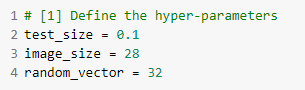 1 # [1] Define the hyper-parameters
2 test_size = 0.1
3 image_size = 28
4 random_vector = 32